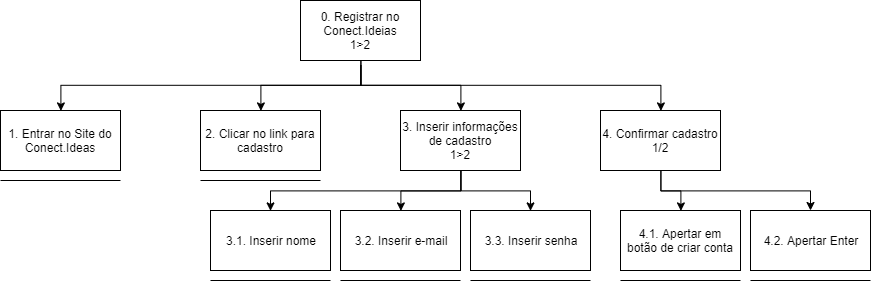 0. Registrar no
Conect.Ideias
1>2
1. Entrar no Site do
Conect.Ideas
2. Clicar no link para
cadastro
3. Inserir informações
de cadastro
1>2
4. Confirmar cadastro
1/2
3.1. Inserir nome
3.2. Inserir e-mail
3.3. Inserir senha
4.1. Apertar em
botão de criar conta
4.2. Apertar Enter